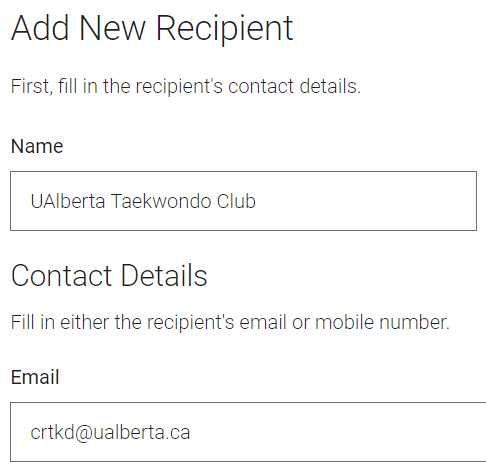 Add New Recipient
First, fill in the recipient's contact details.
Name
UAlberta Taekwondo Club
Contact Details
Fill in either the recipient's email or mobile number.
Email
crtkd@ualberta.ca